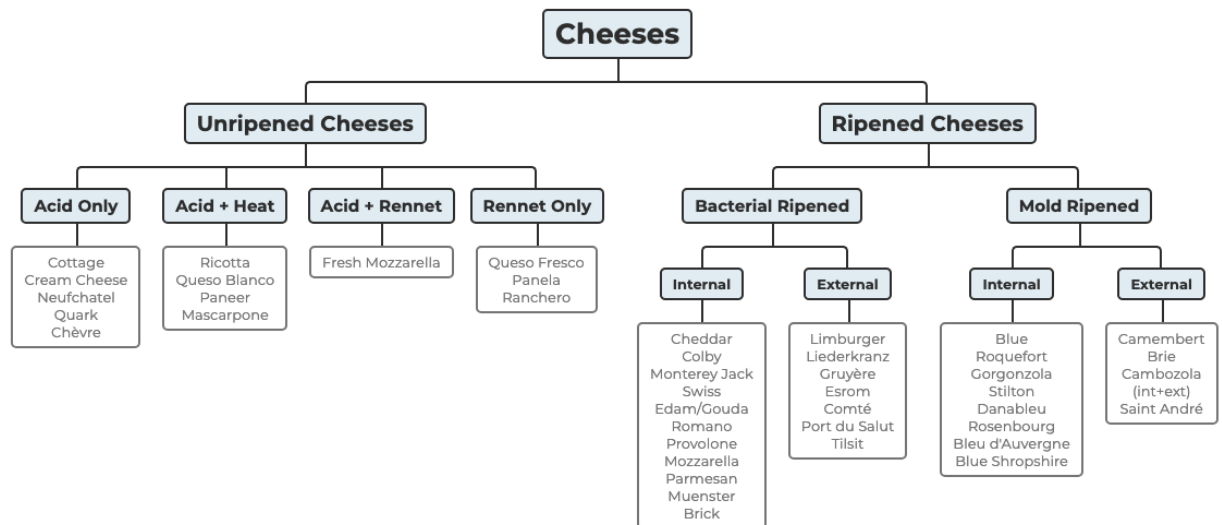 Cheeses
Unripened Cheeses
Ripened Cheeses
Acid Only
Acid + Heat
Acid + Rennet
Rennet Only
Bacterial Ripened
Mold Ripened
Cottage
Cream Cheese
Neufchatel
Quark
Chèvre
Ricotta
Queso Blanco
Paneer
Mascarpone
Fresh Mozzarella
Queso Fresco
Panela
Ranchero
Internal
External
Internal
External
Cheddar
Colby
Monterey Jack
Swiss
Edam/Gouda
Romano
Provolone
Mozzarella
Parmesan
Muenster
Brick
Limburger
Liederkranz
Gruyère
Esrom
Comté
Port du Salut
Tilsit
Blue
Roquefort
Gorgonzola
Stilton
Danableu
Rosenbourg
Bleu d'Auvergne
Blue Shropshire
Camembert
Brie
Cambozola
(int+ext)
Saint André